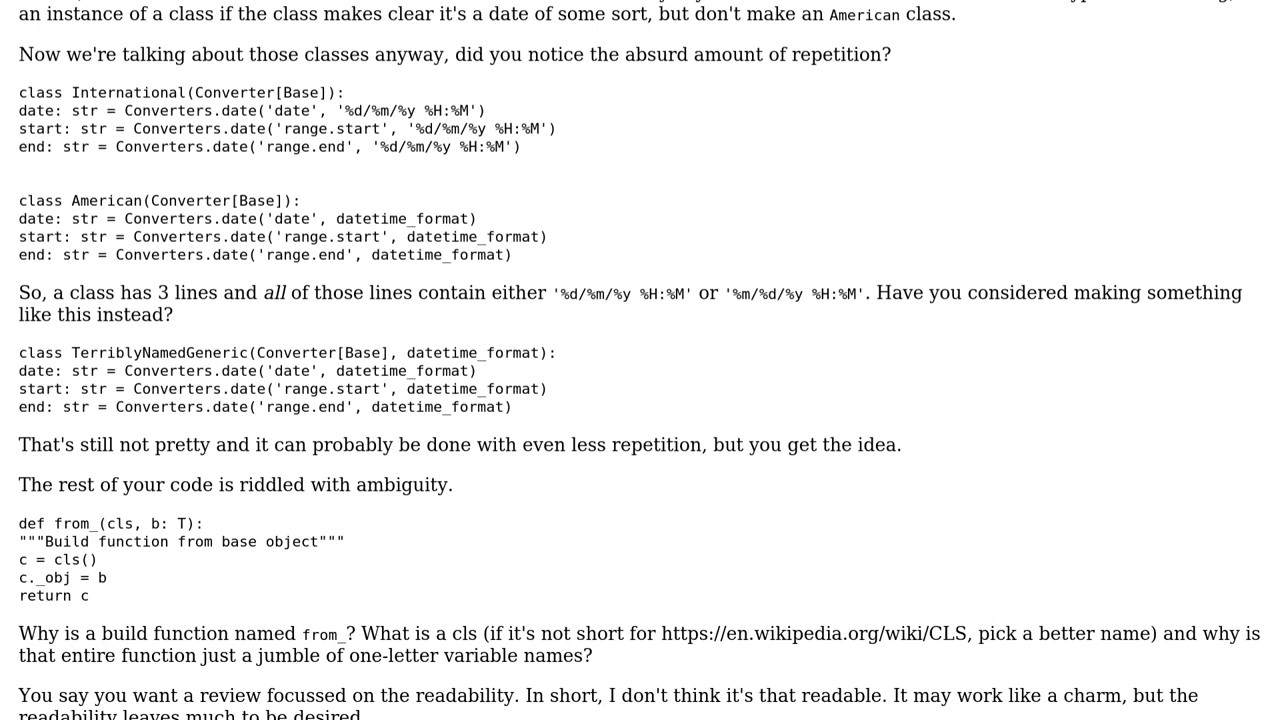 an instance of a class if the class makes clear it's a date of some sort, but don't make an American class.
Now we're talking about those classes anyway, did you notice the absurd amount of repetition?
class International(Converter[Base]):
date: str = Converters.date('date', '%d/%m/%y %H:%M')
start: str = Converters.date('range.start', '%d/%m/%y %H:%M')
end: str = Converters.date('range.end', '%d/%m/%y %H:%M')
class American(Converter[Base]):
date: str = Converters.date('date', datetime_format)
start: str = Converters.date('range.start', datetime_format)
end: str = Converters.date('range.end', datetime_format)
So, a class has 3 lines and all of those lines contain either '%d/%m/%y %H:%M' or '%m/%d/%y %H:%M'. Have you considered making something
like this instead?
class TerriblyNamedGeneric(Converter[Base], datetime_format):
date: str = Converters.date('date', datetime_format)
start: str = Converters.date('range.start', datetime_format)
end: str = Converters.date('range.end', datetime_format)
That's still not pretty and it can probably be done with even less repetition, but you get the idea.
The rest of your code is riddled with ambiguity.
def from_(cls, b: T):
"""Build function from base object"""
c = cls()
c._obj = b
return c
Why is a build function named from_? What is a cls (if it's not short for https://en.wikipedia.org/wiki/CLS, pick a better name) and why is
that entire function just a jumble of one-letter variable names?
You say you want a review focussed on the readability. In short, I don't think it's that readable. It may work like a charm, but the
readability leaves much to be desired